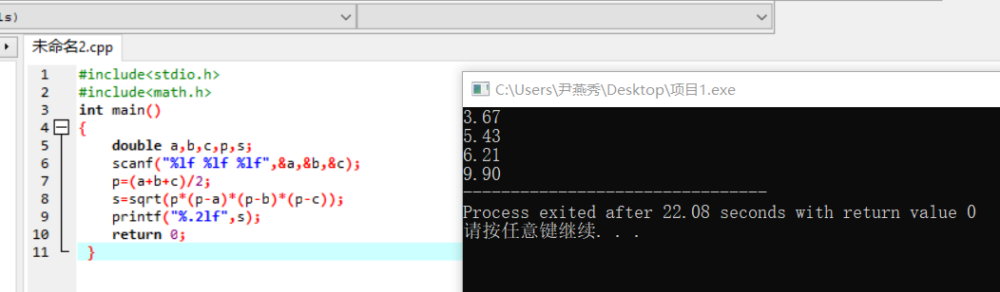 ls)
未命名2.cpp
1 #include<stdio.h>
2 #include<math.h>
3 int main()
4 {
5 double a,b,c,p,s;
6 scanf("%lf %lf %lf",&a,&b,&c);
7 p=(a+b+c)/2;
8 s=sqrt(p*(p-a)*(p-b)*(p-c));
9 printf("%.2lf",s);
10 return 0;
11 }
C:\Users\尹燕秀\Desktop\项目1.exe
3.67
5.43
6.21
9.90
--------------------------------
Process exited after 22.08 seconds with return value 0
请按任意键继续. . .